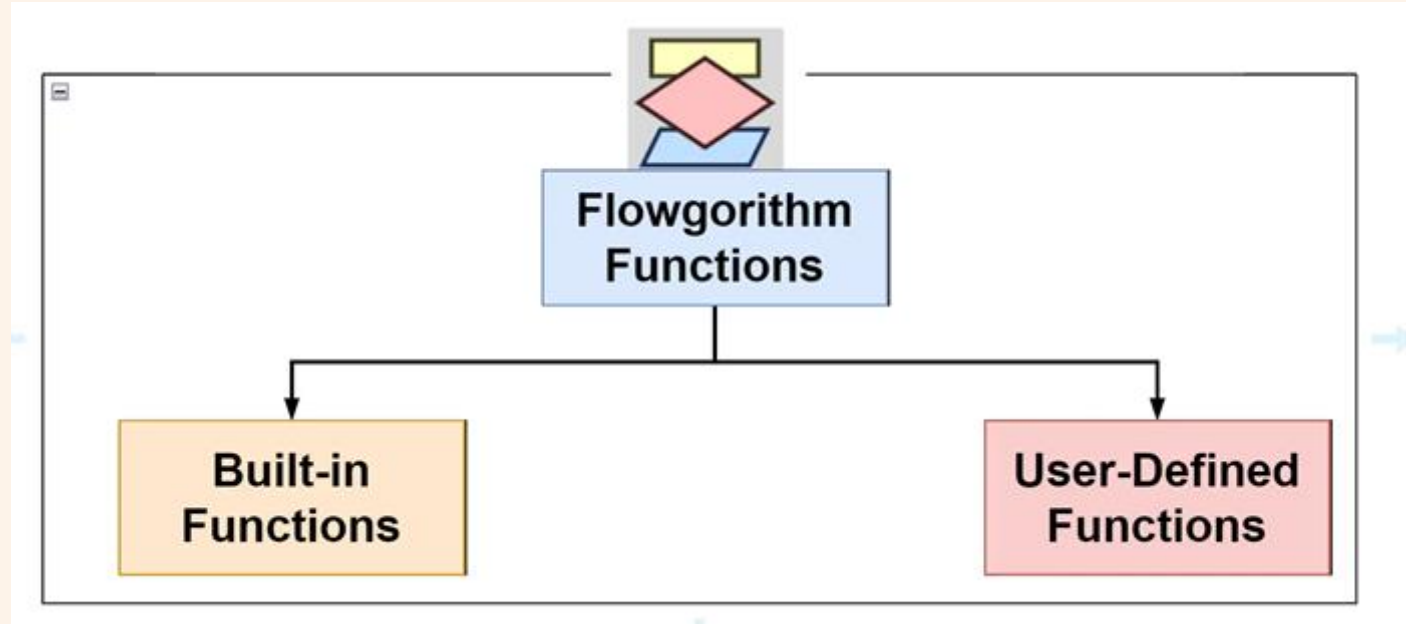 Flowgorithm
Functions
Built-in
Functions
User-Defined
Functions